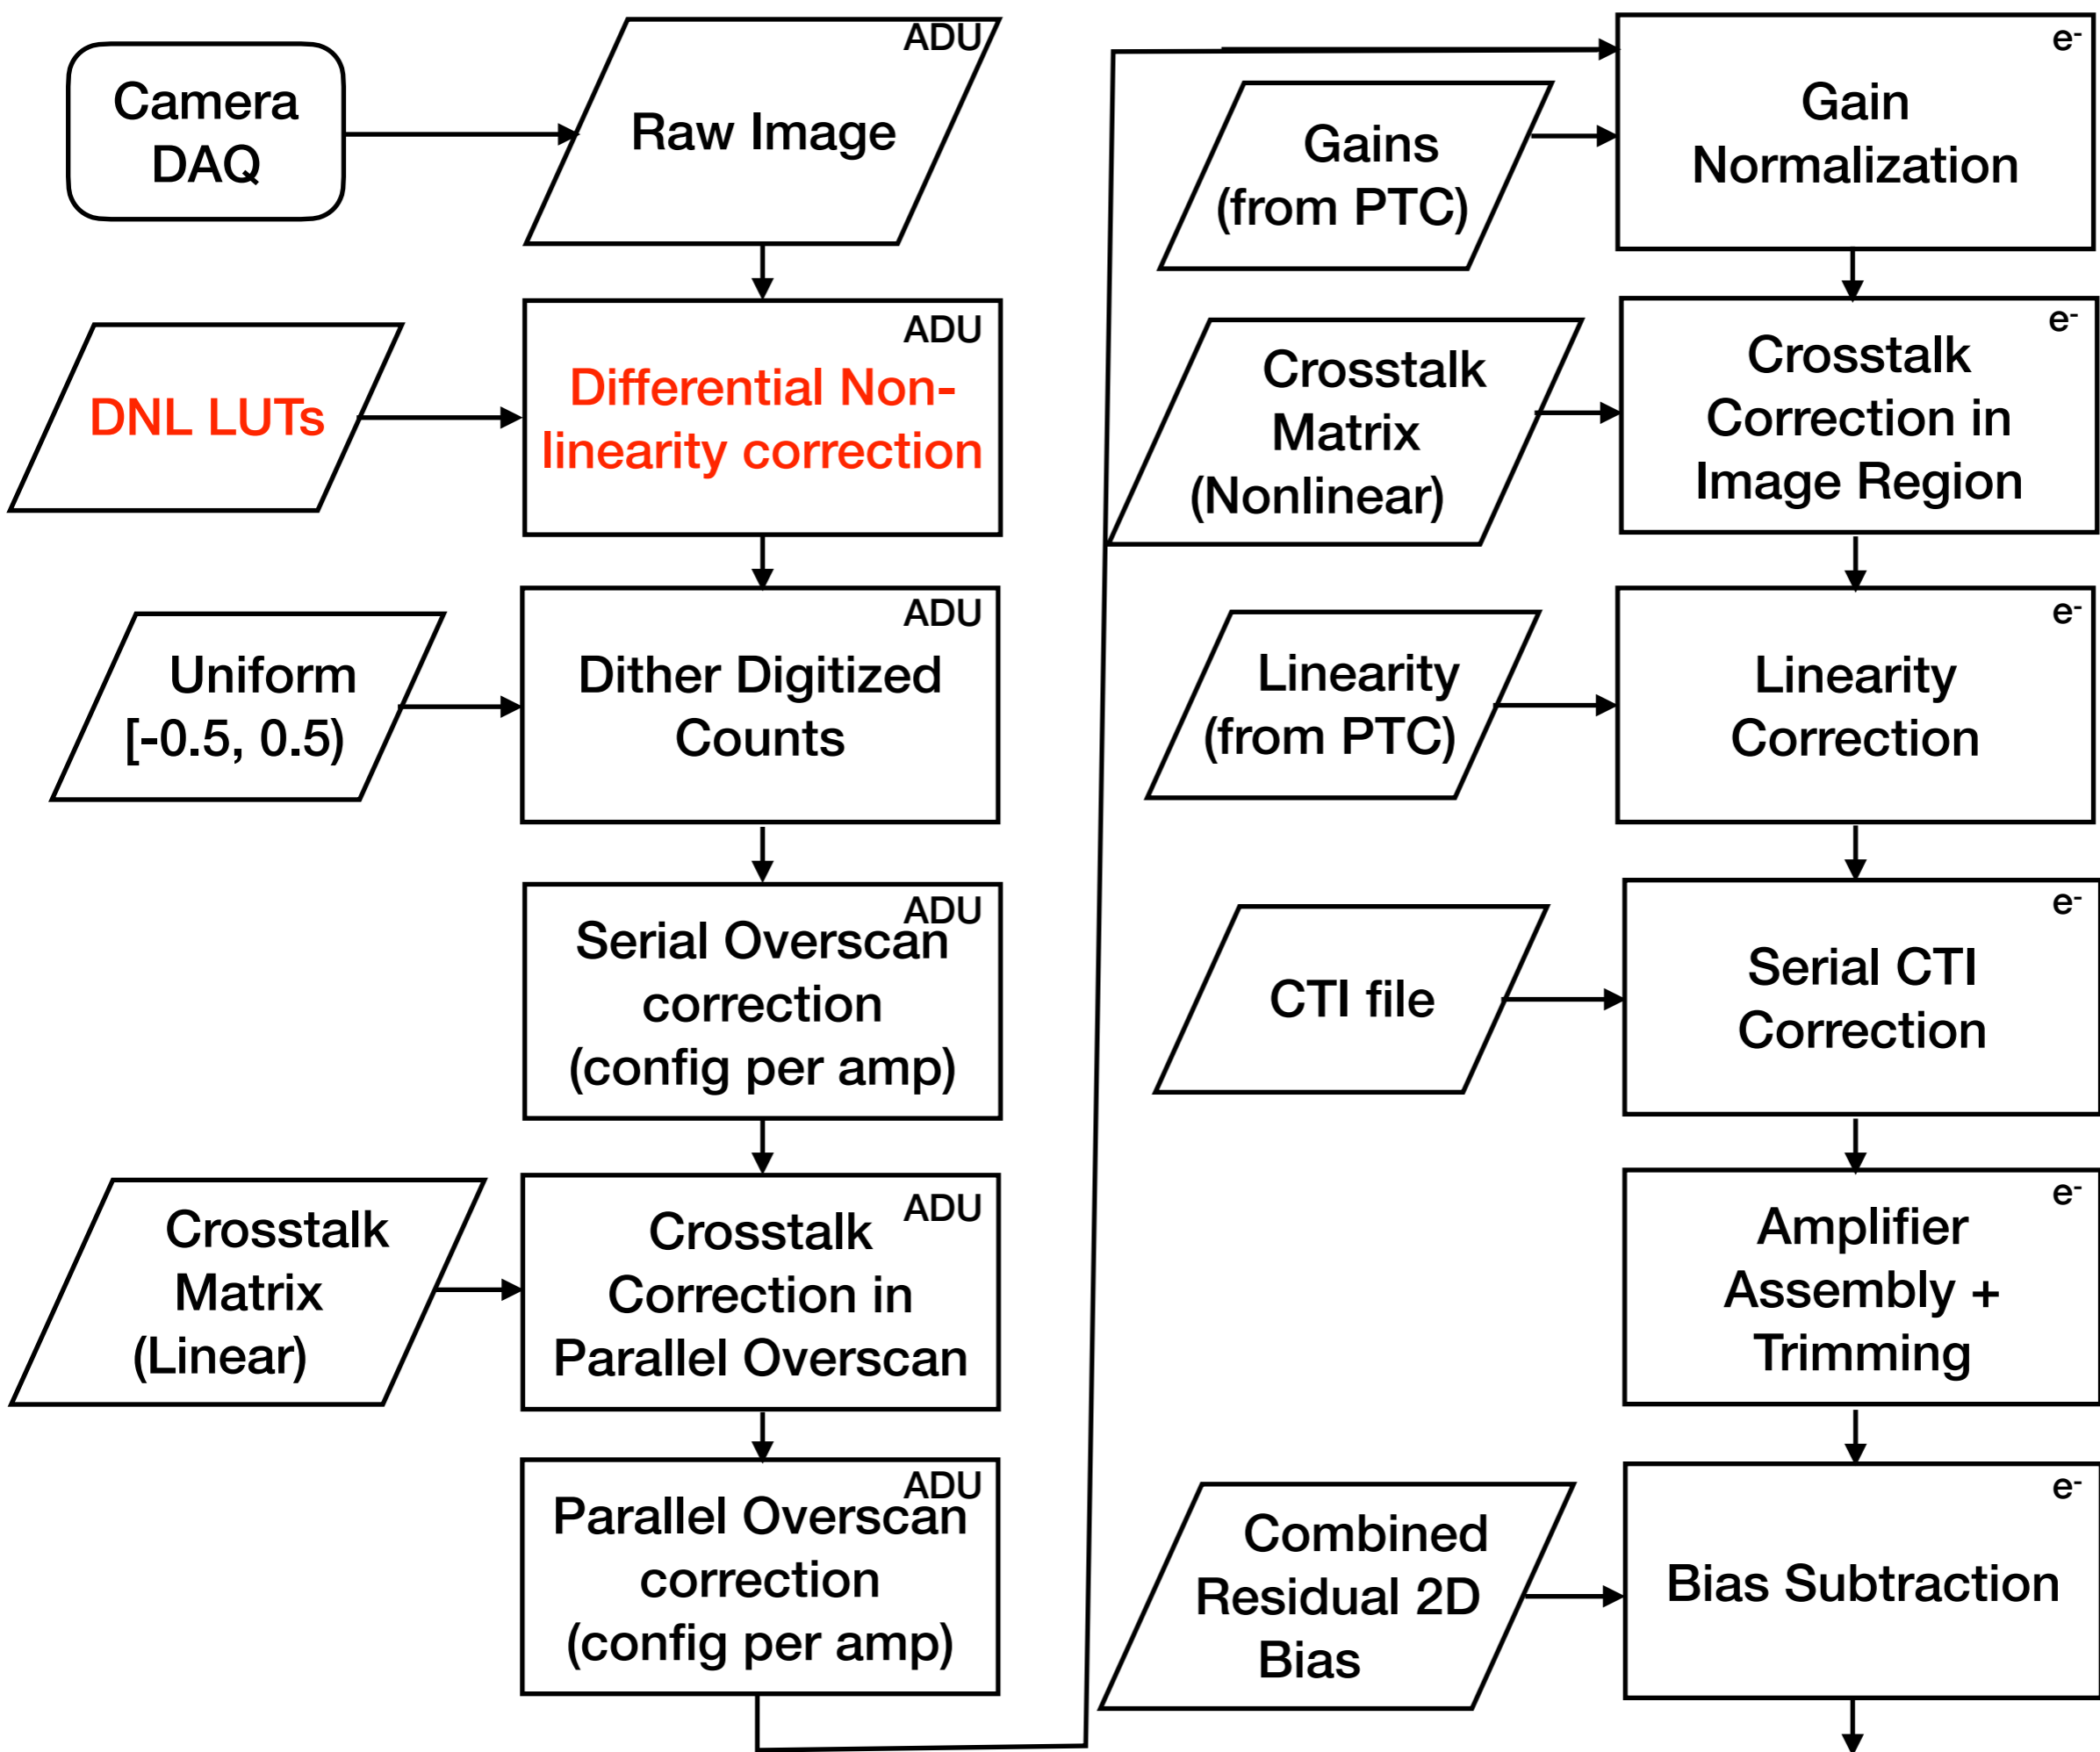 Camera
DAQ
ADU
Raw Image
DNL LUTs
ADU
Differential Non-
linearity correction
Uniform
[-0.5, 0.5)
ADU
Dither Digitized
Counts
ADU
Serial Overscan
correction
(config per amp)
Crosstalk
Matrix
(Linear)
ADU
Crosstalk
Correction in
Parallel Overscan
ADU
Parallel Overscan
correction
(config per amp)
Gains
(from PTC)
e-
Gain
Normalization
Crosstalk
Matrix
(Nonlinear)
e-
Crosstalk
Correction in
Image Region
Linearity
(from PTC)
e-
Linearity
Correction
CTI file
e-
Serial CTI
Correction
e-
Amplifier
Assembly +
Trimming
Combined
Residual 2D
Bias
e-
Bias Subtraction